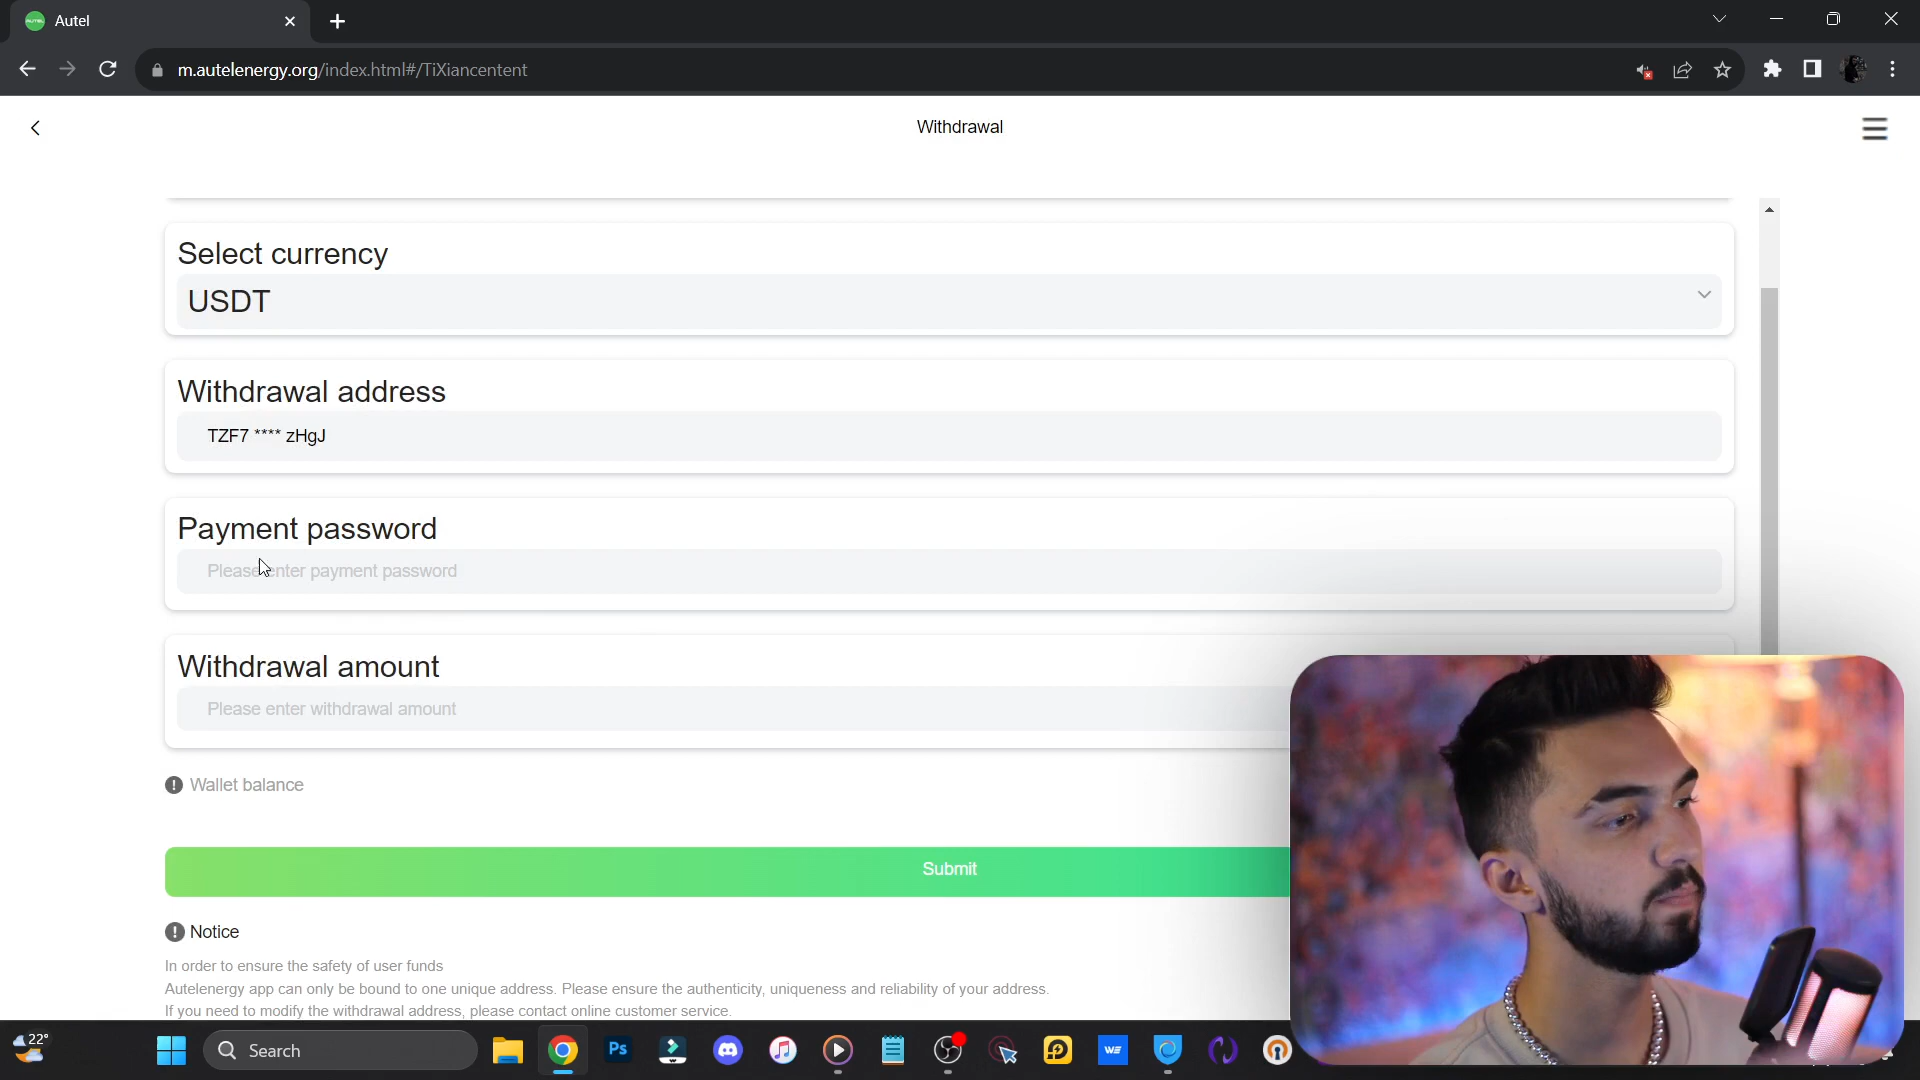 Autel
m.autelenergy.org/index.html#/TiXiancentent
Withdrawal
Select currency
USDT
Withdrawal address
TZF7 **** zHgJ
Payment password
Please enter payment password
Withdrawal amount
Please enter withdrawal amount
Wallet balance
Submit
Notice
In order to ensure the safety of user funds
Autelenergy app can only be bound to one unique address. Please ensure the authenticity, uniqueness and reliability of your address.
If you need to modify the withdrawal address, please contact online customer service.
22°
Search
Ps
WE